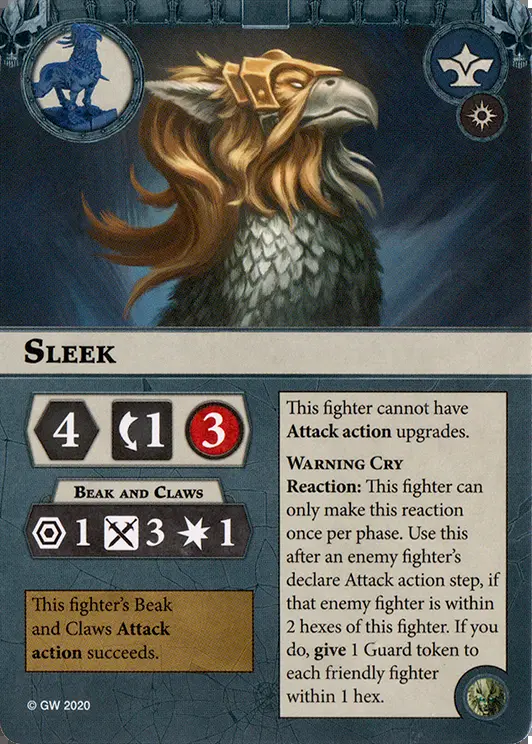 Sleek
4 1 3
Beak and Claws
1 3 1
This fighter's Beak
and Claws Attack
action succeeds.
This fighter cannot have
Attack action upgrades.
Warning Cry
Reaction: This fighter can
only make this reaction
once per phase. Use this
after an enemy fighter's
declare Attack action step, if
that enemy fighter is within
2 hexes of this fighter. If you
do, give 1 Guard token to
each friendly fighter
within 1 hex.
© GW 2020